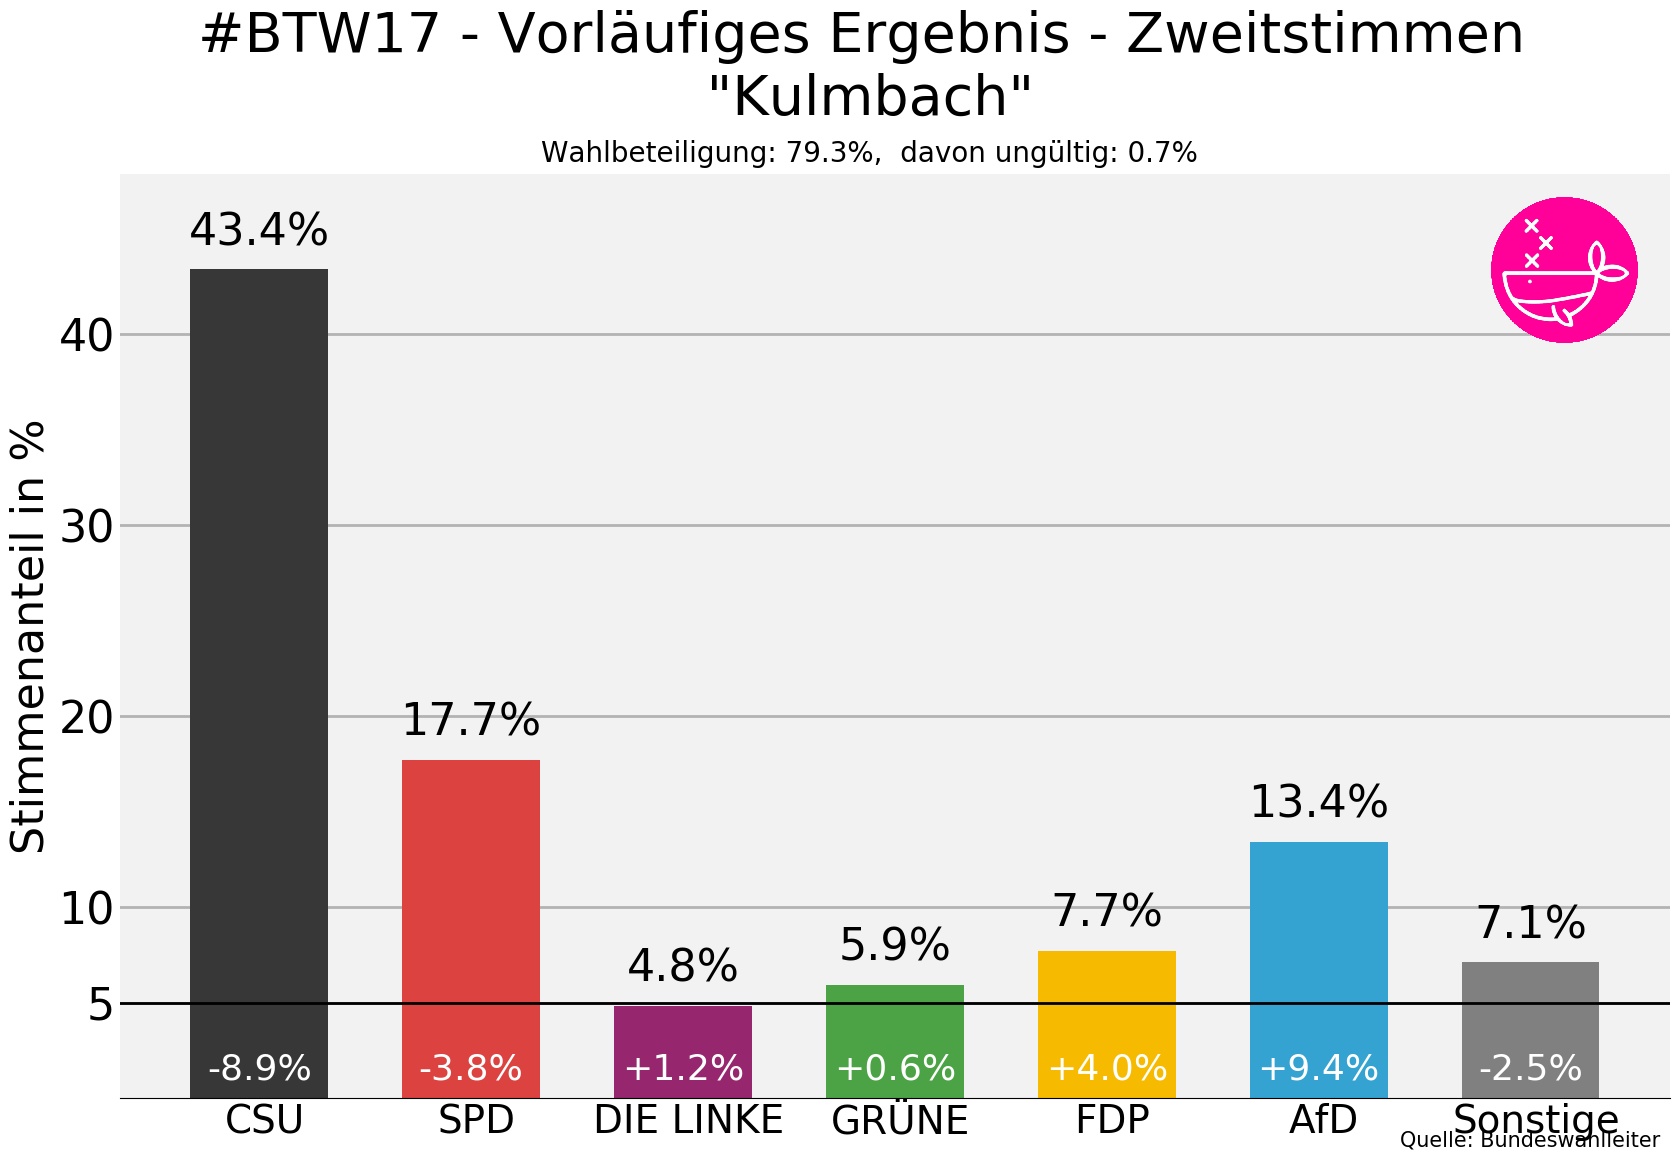 #BTW17 - Vorläufiges Ergebnis - Zweitstimmen
"Kulmbach"
Wahlbeteiligung: 79.3%,  davon ungültig: 0.7%
Stimmenanteil in %
40
30
20
10
5
43.4%
17.7%
4.8%
5.9%
7.7%
13.4%
7.1%
-8.9%
-3.8%
+1.2%
+0.6%
+4.0%
+9.4%
-2.5%
CSU
SPD
DIE LINKE
GRÜNE
FDP
AfD
Sonstige
Quelle: Bundeswahlleiter